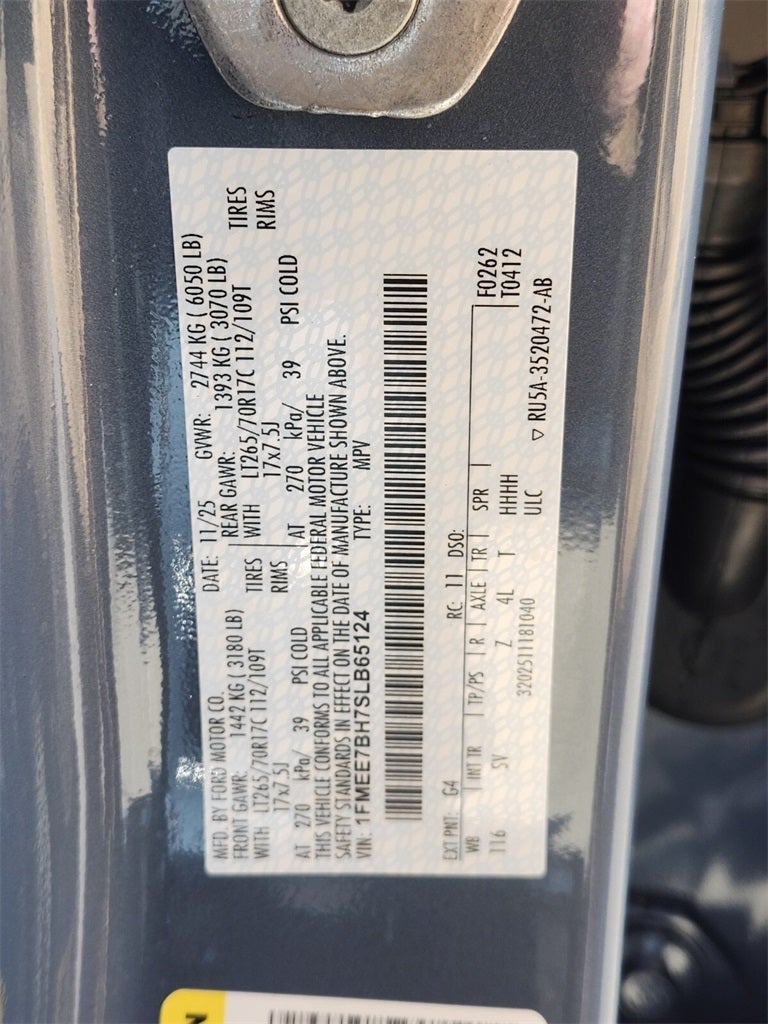 MFD. BY FORD MOTOR CO.
DATE: 11/25 GVWR: 2744 KG ( 6050 LB)
FRONT GAWR: 1442 KG ( 3180 LB) REAR GAWR: 1393 KG ( 3070 LB)
WITH LT265/70R17C 112/109T TIRES WITH LT265/70R17C 112/109T TIRES
17x7.5J RIMS 17x7.5J RIMS
AT 270 kPa/ 39 PSI COLD AT 270 kPa/ 39 PSI COLD
THIS VEHICLE CONFORMS TO ALL APPLICABLE FEDERAL MOTOR VEHICLE
SAFETY STANDARDS IN EFFECT ON THE DATE OF MANUFACTURE SHOWN ABOVE.
VIN: 1FMEE7BH7SLB65124 TYPE: MPV
EXT PNT: G4 RC: 11 DSO: F0262
WB INT TR TP/PS R AXLE TR SPR T0412
116 5V Z 4L T HHHH
3202511181040 ULC ▽ RU5A-3520472-AB
N